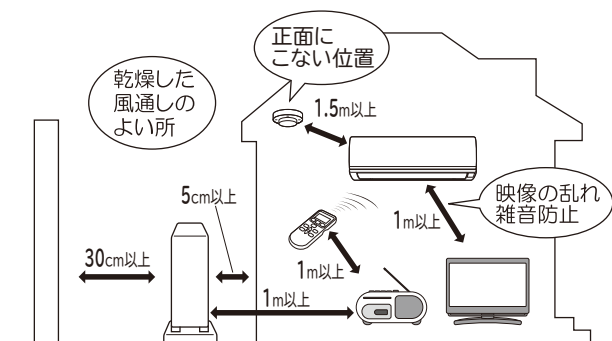 正面に
こない位置
乾燥した
風通しの
よい所
1.5m以上
5cm以上
映像の乱れ
雑音防止
1m以上
30cm以上
1m以上
1m以上